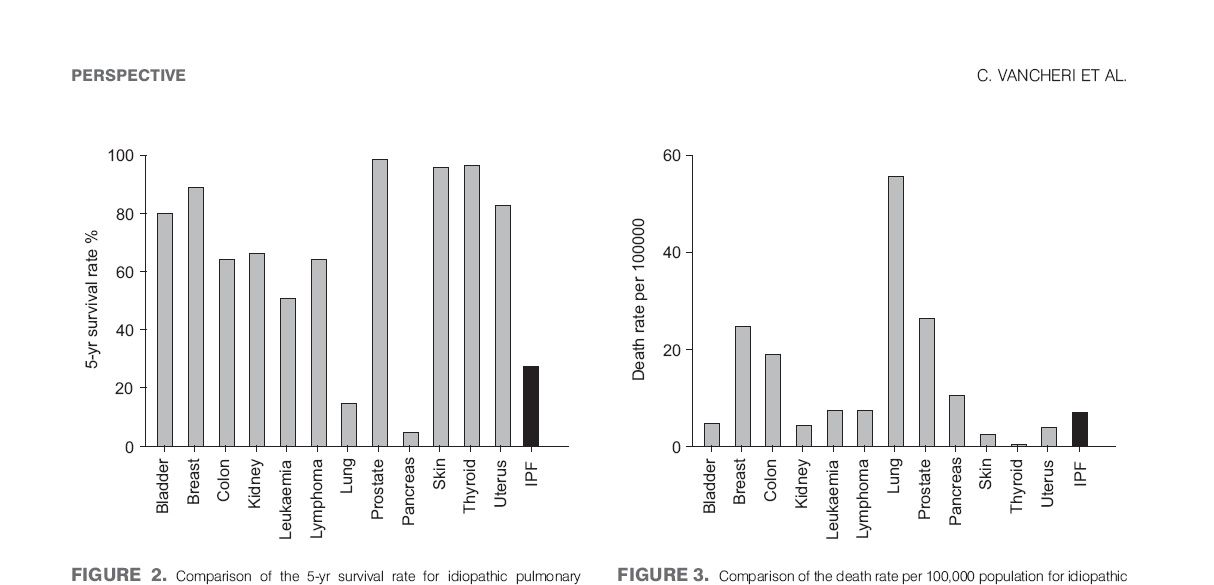 PERSPECTIVE
C. VANCHERI ET AL.
100
80
60
40
20
0
5-yr survival rate %
Bladder
Breast
Colon
Kidney
Leukaemia
Lymphoma
Lung
Prostate
Pancreas
Skin
Thyroid
Uterus
IPF
FIGURE 2. Comparison of the 5-yr survival rate for idiopathic pulmonary
60
40
20
0
Death rate per 100000
Bladder
Breast
Colon
Kidney
Leukaemia
Lymphoma
Lung
Prostate
Pancreas
Skin
Thyroid
Uterus
IPF
FIGURE 3. Comparison of the death rate per 100,000 population for idiopathic